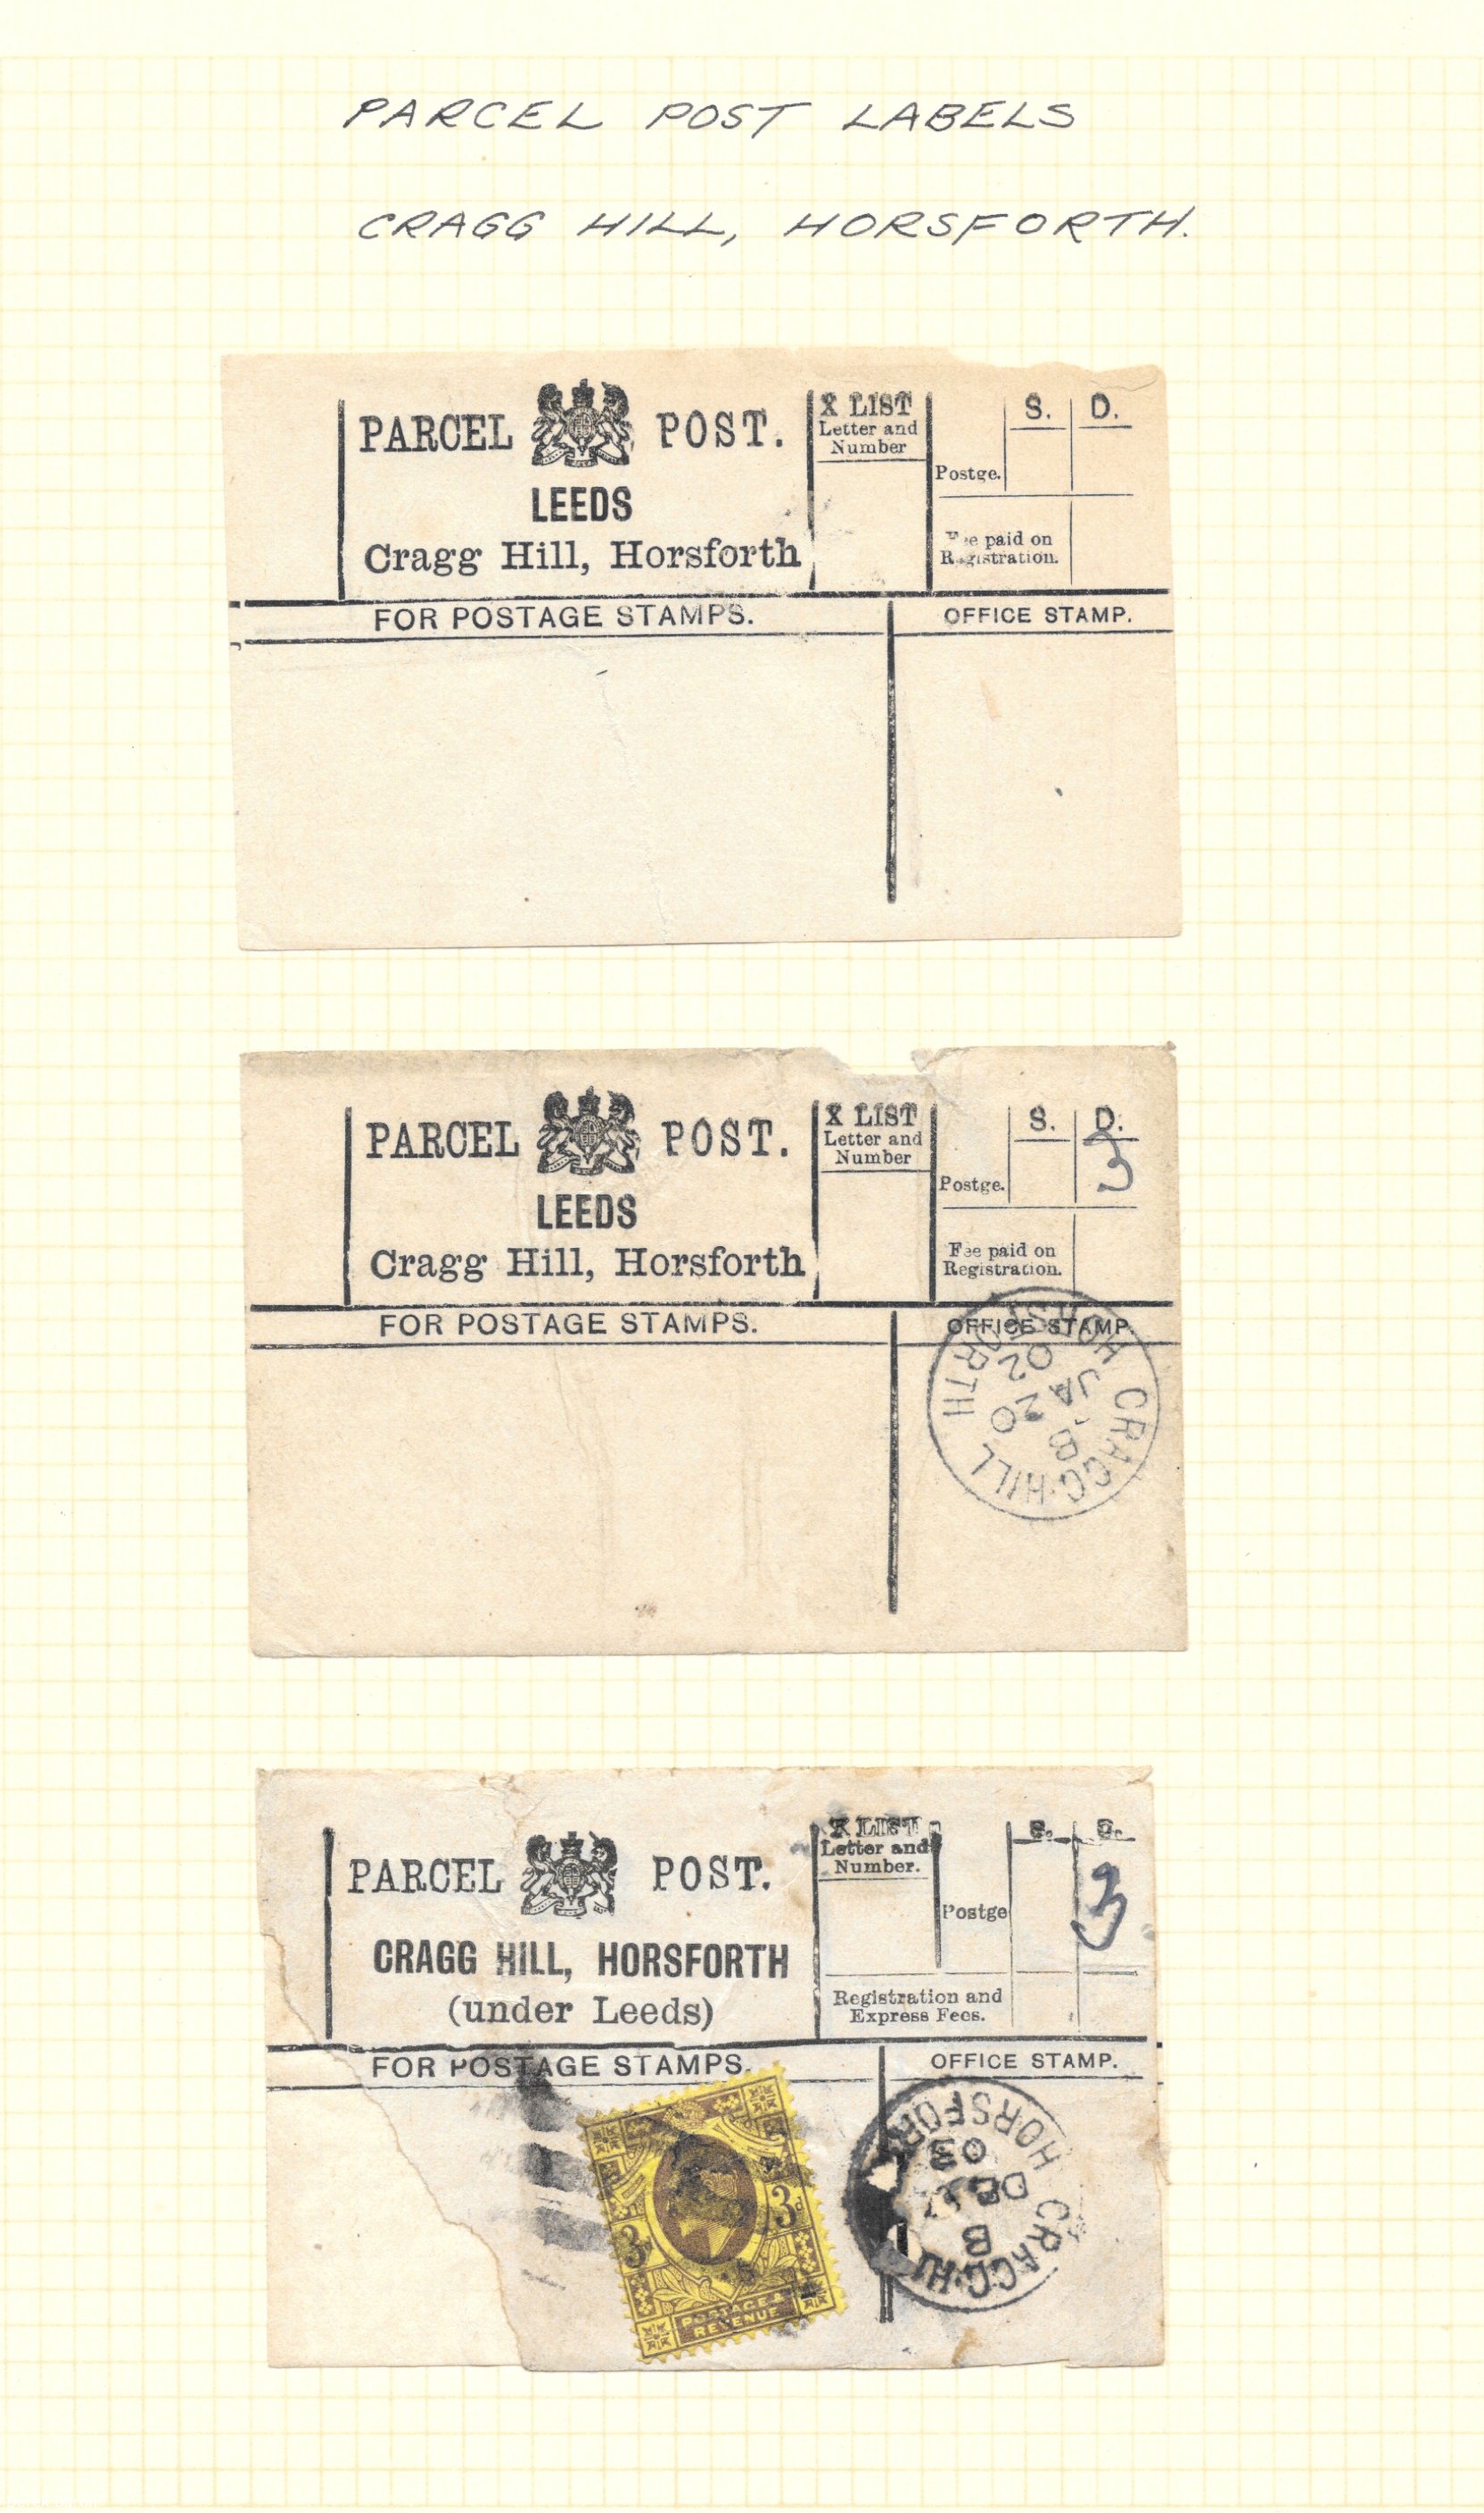 PARCEL POST LABELS
CRAGG HILL, HORSFORTH.
PARCEL POST.
LEEDS
Cragg Hill, Horsforth
X LIST
Letter and
Number
S. D.
Postge.
Fee paid on
Registration.
FOR POSTAGE STAMPS.
OFFICE STAMP.
PARCEL POST.
LEEDS
Cragg Hill, Horsforth
X LIST
Letter and
Number
S. D.
3
Postge.
Fee paid on
Registration.
FOR POSTAGE STAMPS.
OFFICE STAMP.
CRAGG HILL HORSFORTH
B
JA 20
02
PARCEL POST.
CRAGG HILL, HORSFORTH
(under Leeds)
X LIST
Letter and
Number.
S. D.
3
Postge
Registration and
Express Fees.
FOR POSTAGE STAMPS.
OFFICE STAMP.
3d 3d
POSTAGE &
REVENUE
CRAGG HORSFOR
B
DE
03